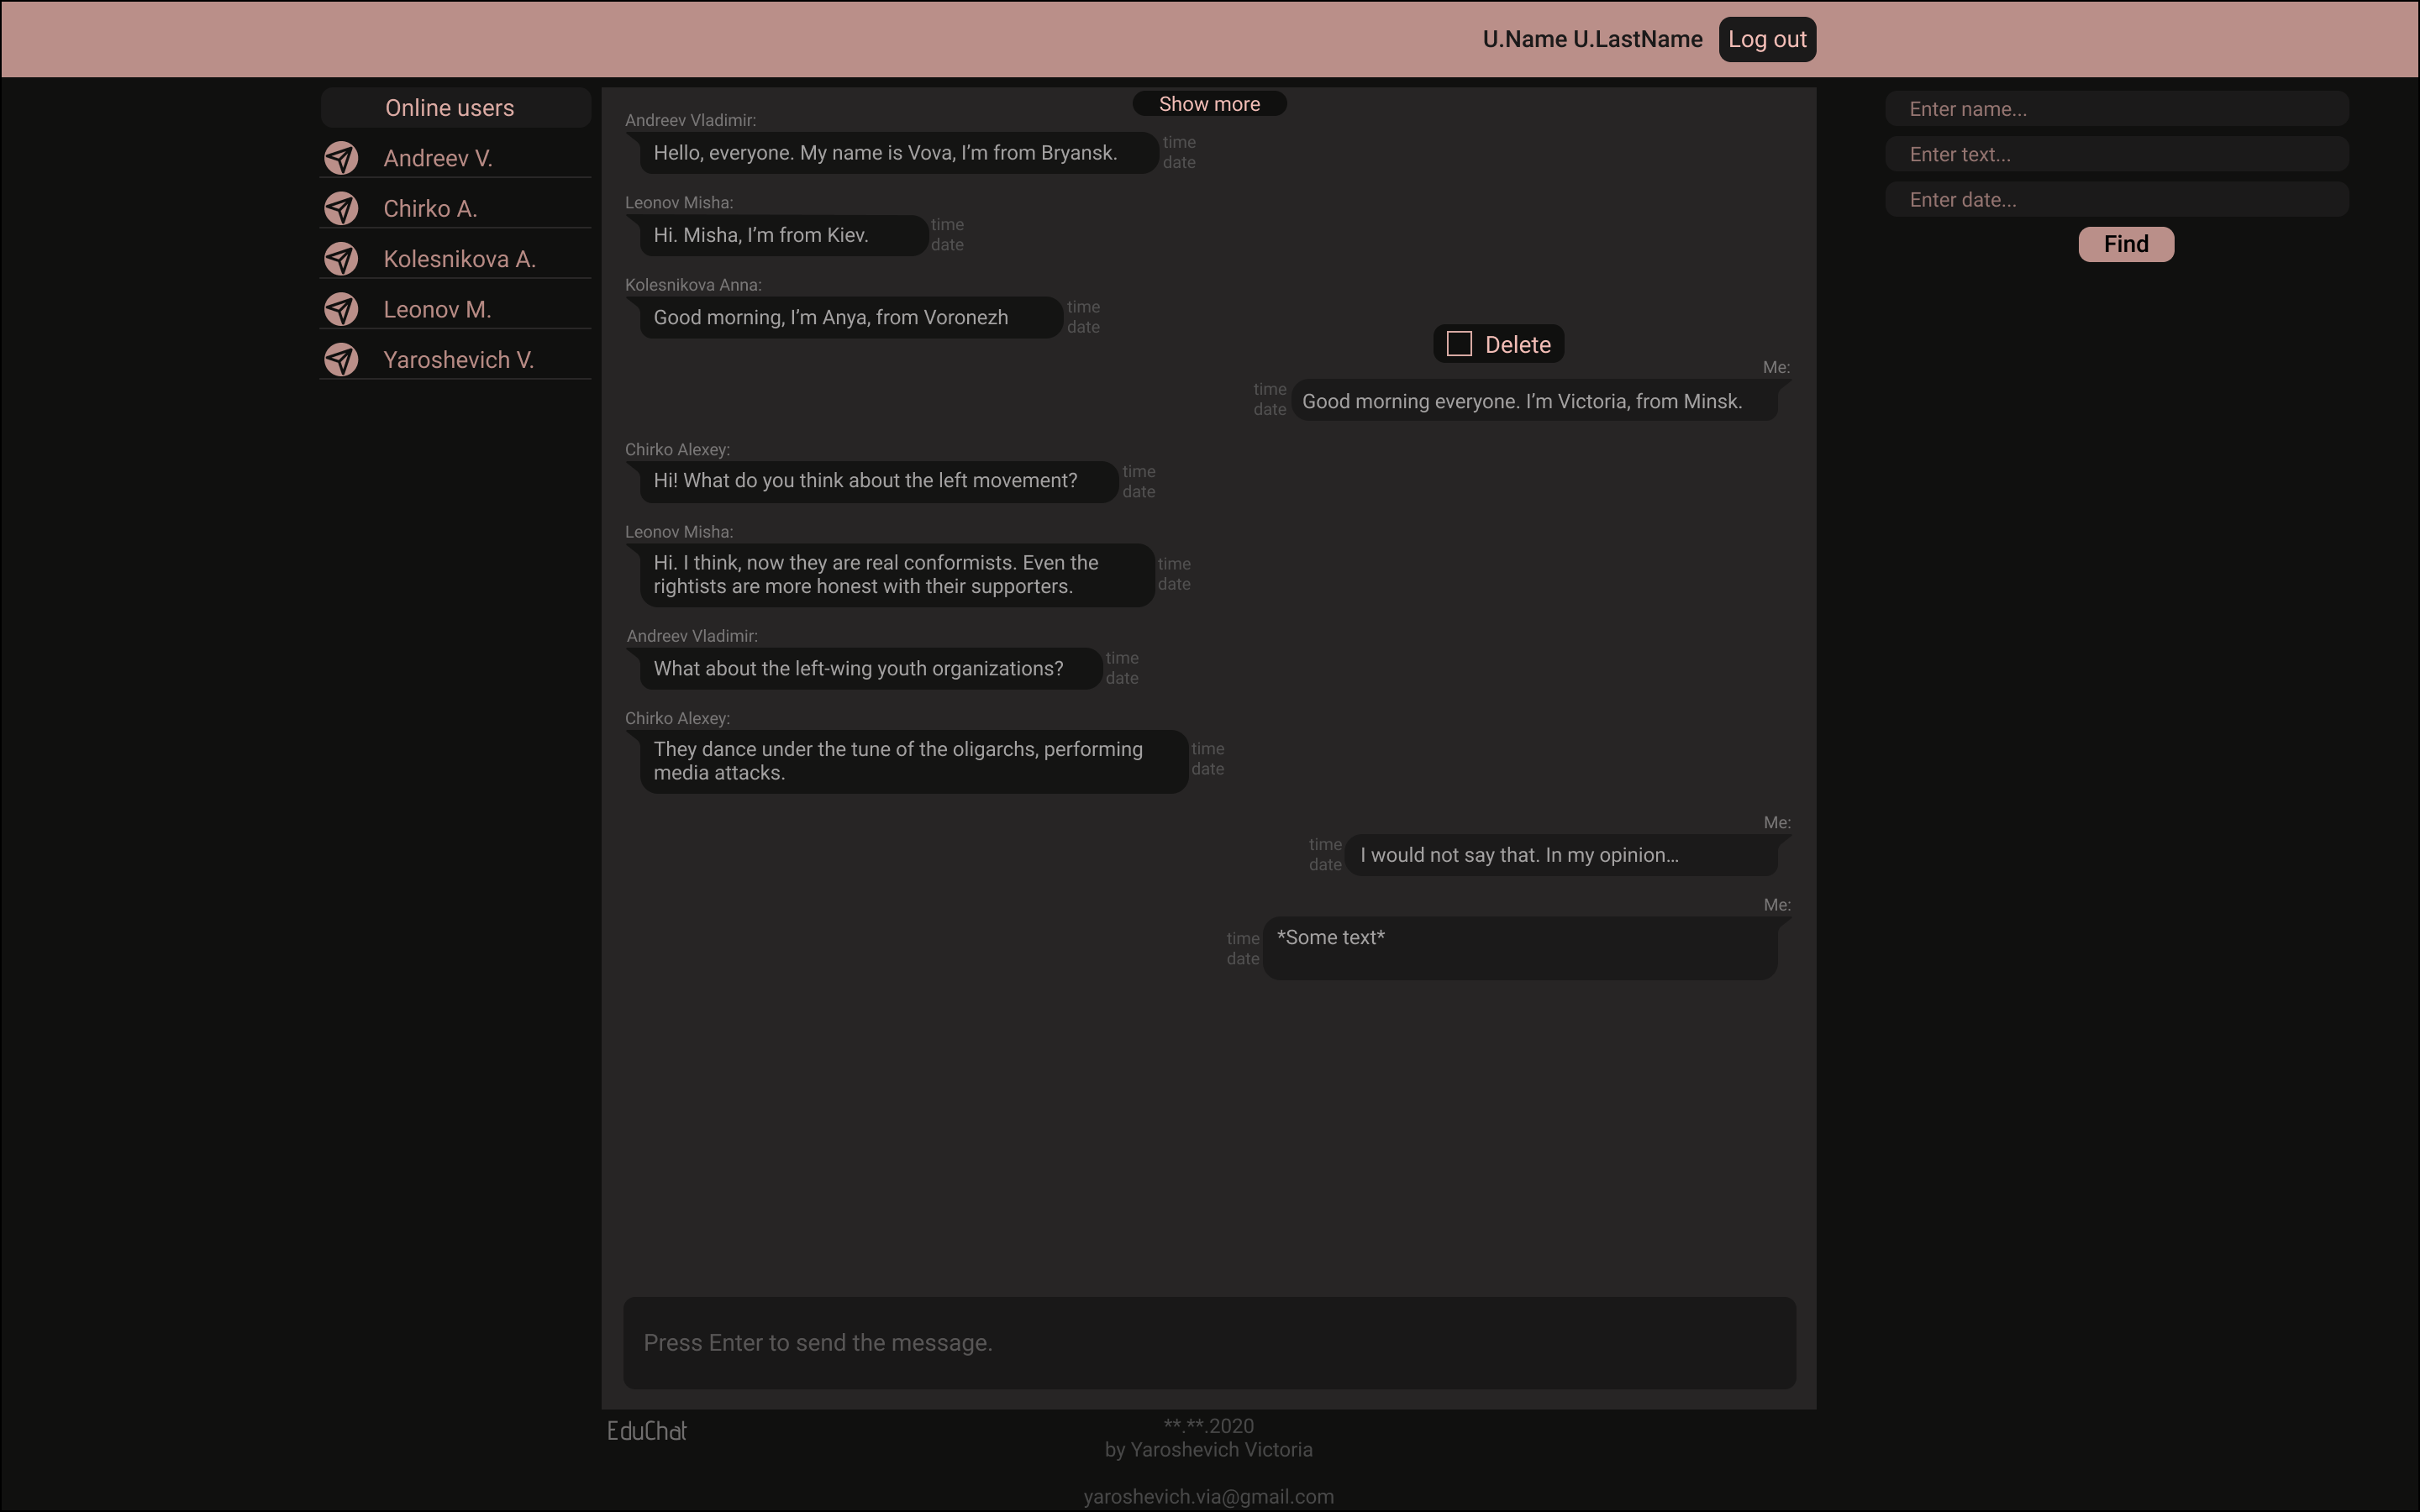 U.Name U.LastName
Log out
Online users
Andreev V.
Chirko A.
Kolesnikova A.
Leonov M.
Yaroshevich V.
Show more
Andreev Vladimir:
Hello, everyone. My name is Vova, I’m from Bryansk.
time
date
Leonov Misha:
Hi. Misha, I’m from Kiev.
time
date
Kolesnikova Anna:
Good morning, I’m Anya, from Voronezh
time
date
Delete
Me:
time
date
Good morning everyone. I’m Victoria, from Minsk.
Chirko Alexey:
Hi! What do you think about the left movement?
time
date
Leonov Misha:
Hi. I think, now they are real conformists. Even the
rightists are more honest with their supporters.
time
date
Andreev Vladimir:
What about the left-wing youth organizations?
time
date
Chirko Alexey:
They dance under the tune of the oligarchs, performing
media attacks.
time
date
Me:
time
date
I would not say that. In my opinion...
Me:
time
date
*Some text*
Press Enter to send the message.
Enter name...
Enter text...
Enter date...
Find
EduChat
**.**.2020
by Yaroshevich Victoria
yaroshevich.via@gmail.com